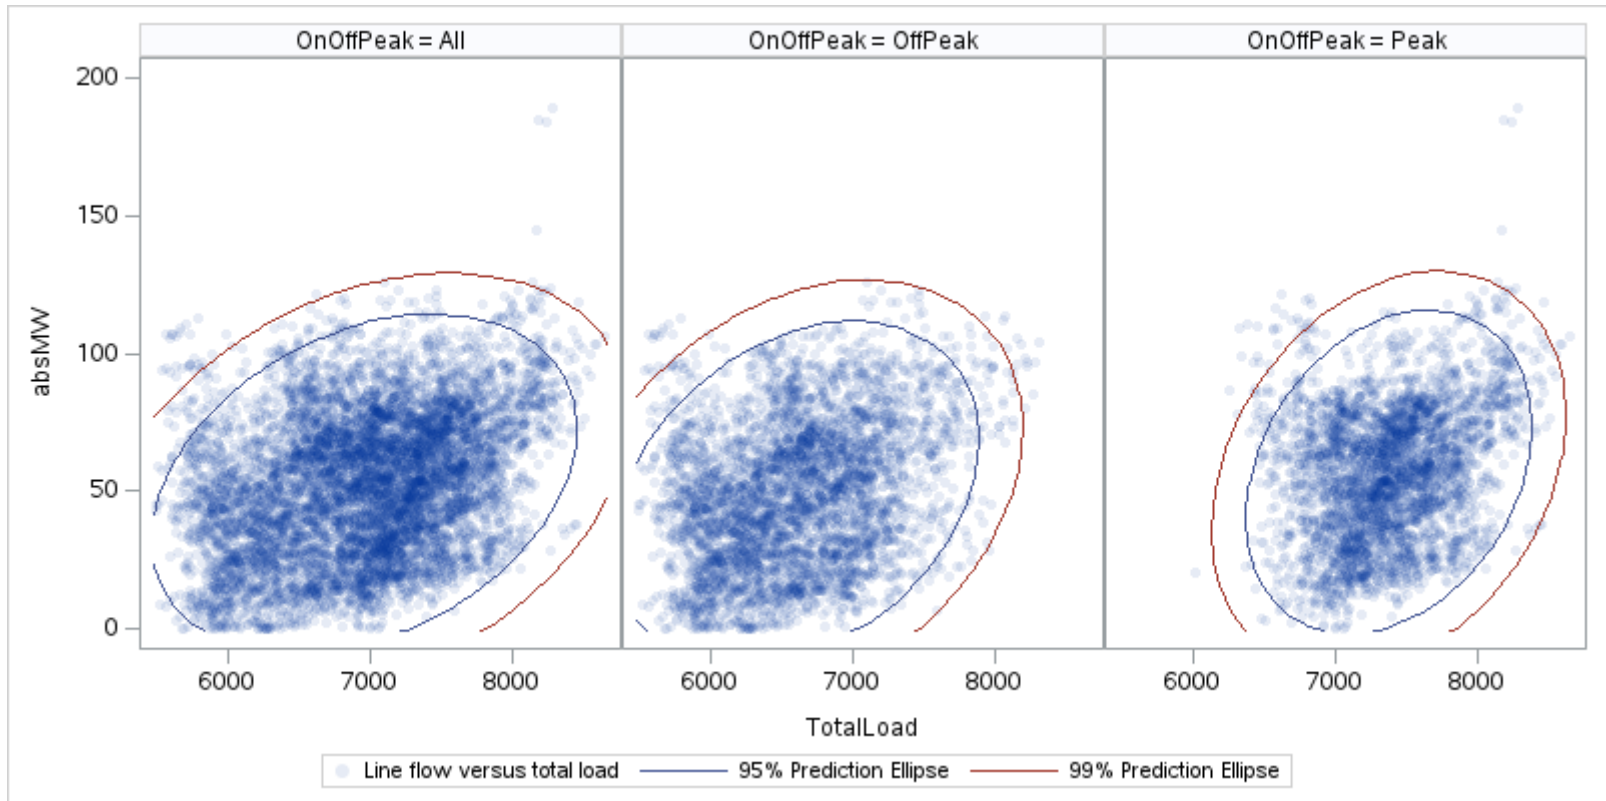 OnOffPeak = All
OnOffPeak = OffPeak
OnOffPeak = Peak
200
150
100
50
0
absMW
6000 7000 8000
6000 7000 8000
6000 7000 8000
TotalLoad
Line flow versus total load
95% Prediction Ellipse
99% Prediction Ellipse